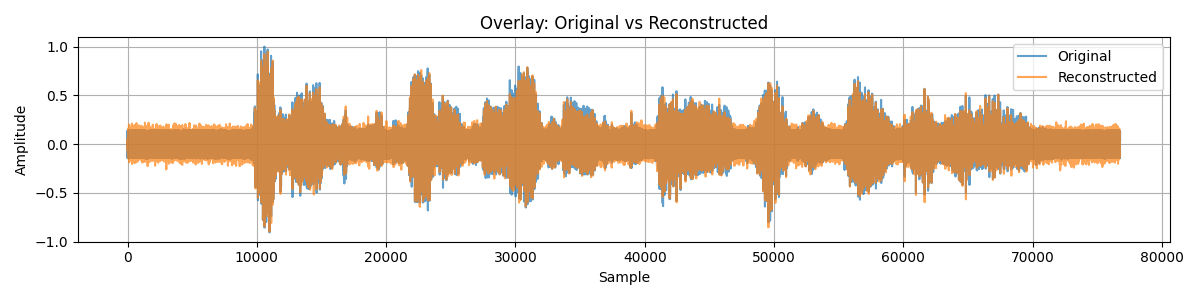 Overlay: Original vs Reconstructed
Original
Reconstructed
Amplitude
1.0
0.5
0.0
−0.5
−1.0
0 10000 20000 30000 40000 50000 60000 70000 80000
Sample